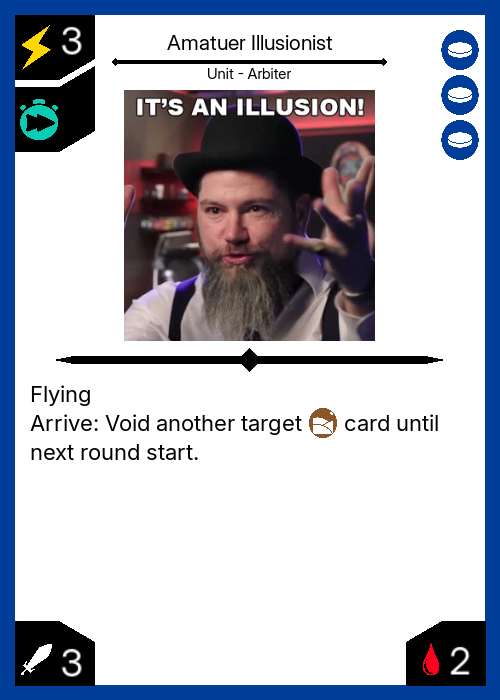 3
Amatuer Illusionist
Unit - Arbiter
IT’S AN ILLUSION!
Flying
Arrive: Void another target card until
next round start.
3
2